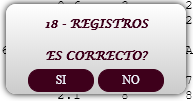 18 - REGISTROS
ES CORRECTO?
SI NO